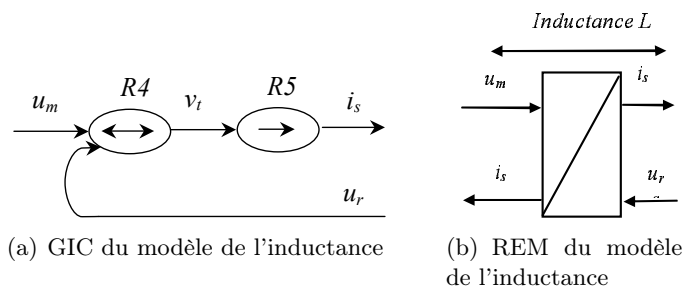 Inductance L
R4
R5
u_m
v_t
i_s
u_r
u_m
i_s
i_s
u_r
(a) GIC du modèle de l'inductance
(b) REM du modèle
de l'inductance